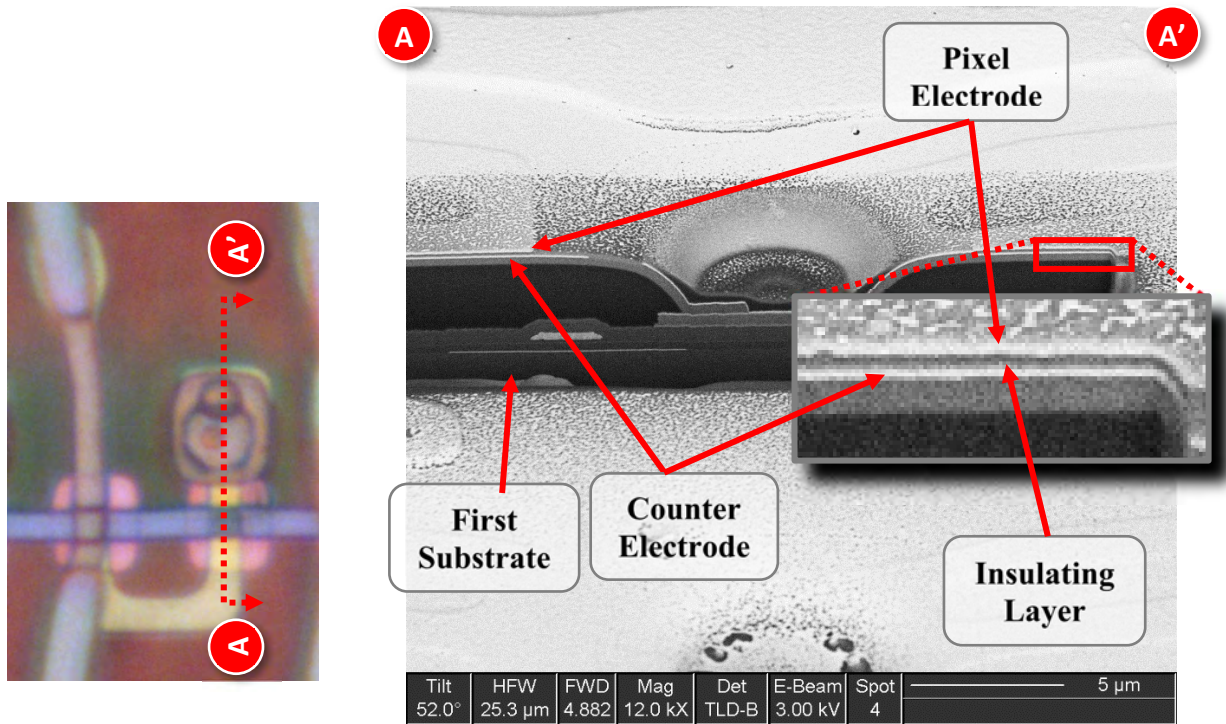 A
A'
Pixel
Electrode
A'
A
First
Substrate
Counter
Electrode
Insulating
Layer
Tilt HFW FWD Mag Det E-Beam Spot
52.0° 25.3 µm 4.882 12.0 kX TLD-B 3.00 kV 4
5 µm